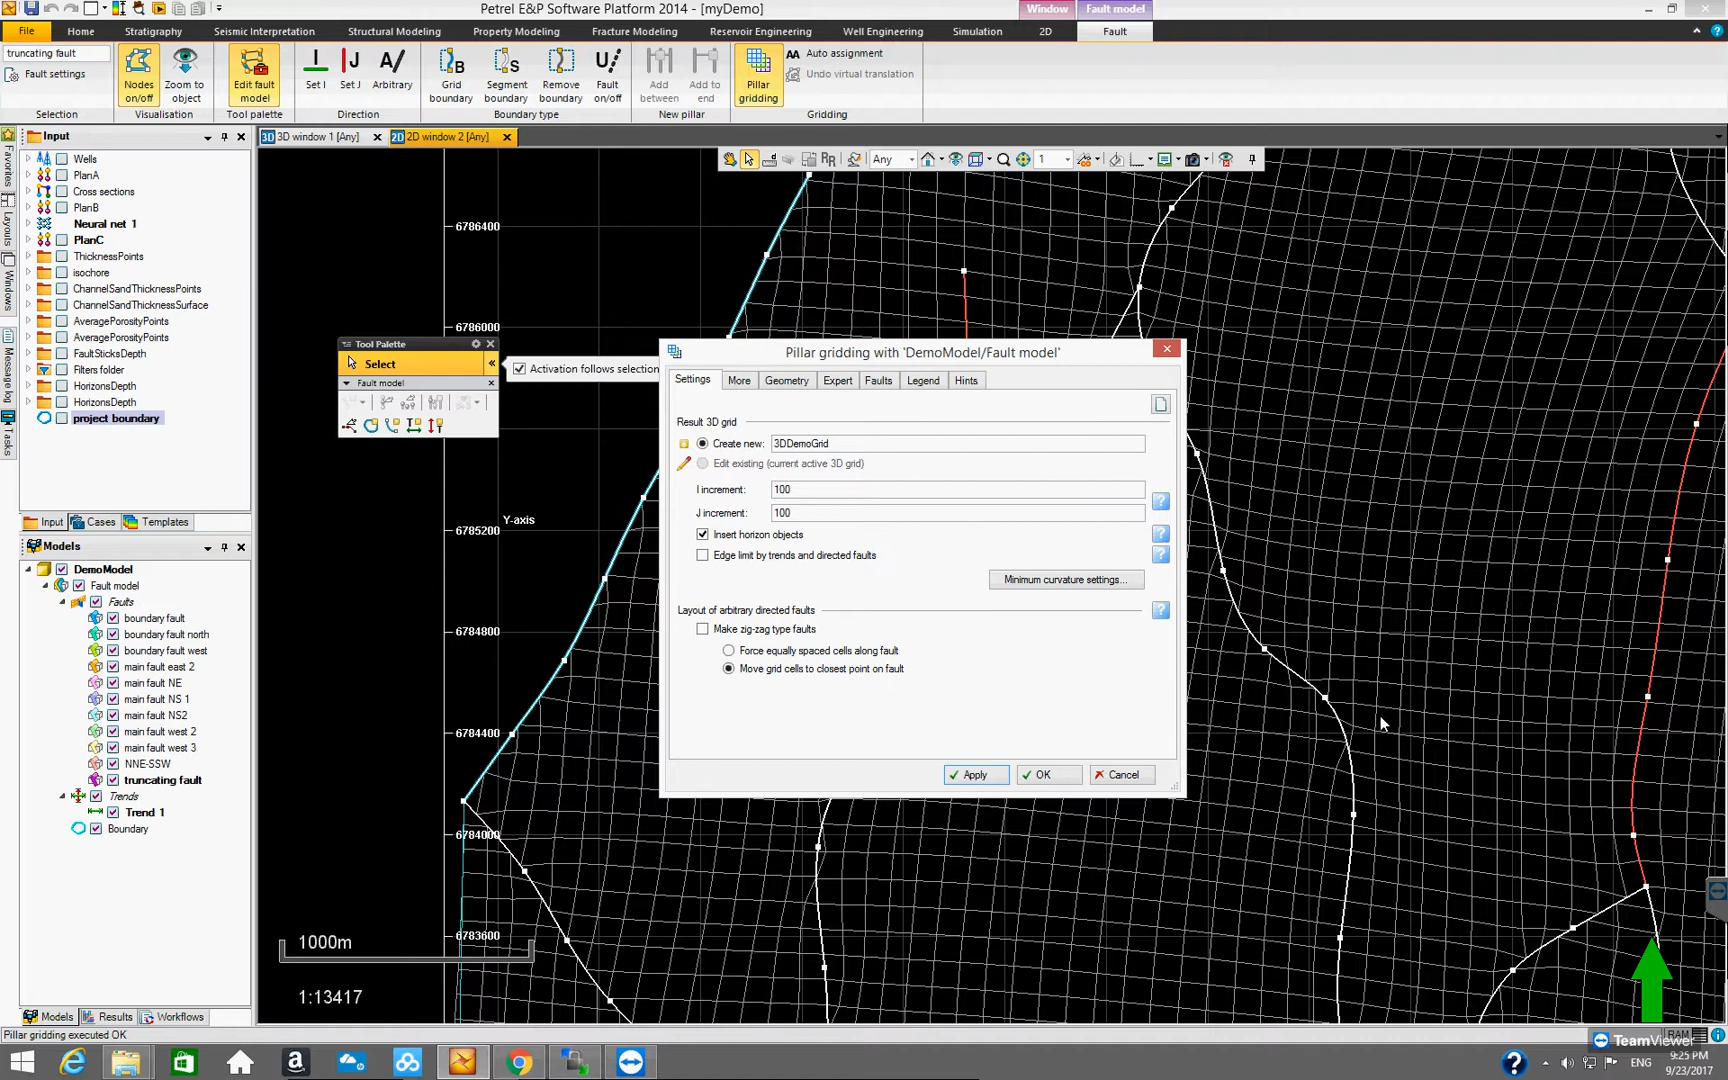 Petrel E&P Software Platform 2014 - [myDemo]
Window
Fault model
File
Home
Stratigraphy
Seismic Interpretation
Structural Modeling
Property Modeling
Fracture Modeling
Reservoir Engineering
Well Engineering
Simulation
2D
Fault
truncating fault
Fault settings
Selection
Nodes on/off
Zoom to object
Visualisation
Edit fault model
Tool palette
Set I
Set J
Arbitrary
Direction
Grid boundary
Segment boundary
Remove boundary
Fault on/off
Boundary type
Add between
Add to end
New pillar
Pillar gridding
Auto assignment
Undo virtual translation
Gridding
Input
3D window 1 [Any]
2D window 2 [Any]
Any
1
Favorites
Layouts
Windows
Message log
Tasks
Wells
PlanA
Cross sections
PlanB
Neural net 1
PlanC
ThicknessPoints
isochore
ChannelSandThicknessPoints
ChannelSandThicknessSurface
AveragePorosityPoints
AveragePorosityPoints
FaultSticksDepth
Filters folder
HorizonsDepth
HorizonsDepth
project boundary
Input
Cases
Templates
Models
DemoModel
Fault model
Faults
boundary fault
boundary fault north
boundary fault west
main fault east 2
main fault NE
main fault NS 1
main fault NS2
main fault west 2
main fault west 3
NNE-SSW
truncating fault
Trends
Trend 1
Boundary
Models
Results
Workflows
6786400
6786000
6785200
Y-axis
6784800
6784400
6784000
6783600
1000m
1:13417
Tool Palette
Select
Fault model
Activation follows selection
Pillar gridding with 'DemoModel/Fault model'
Settings
More
Geometry
Expert
Faults
Legend
Hints
Result 3D grid
Create new: 3DDemoGrid
Edit existing (current active 3D grid)
I increment: 100
J increment: 100
Insert horizon objects
Edge limit by trends and directed faults
Minimum curvature settings...
Layout of arbitrary directed faults
Make zig-zag type faults
Force equally spaced cells along fault
Move grid cells to closest point on fault
Apply
OK
Cancel
Pillar gridding executed OK
RAM
TeamViewer
ENG
9:25 PM
9/23/2017